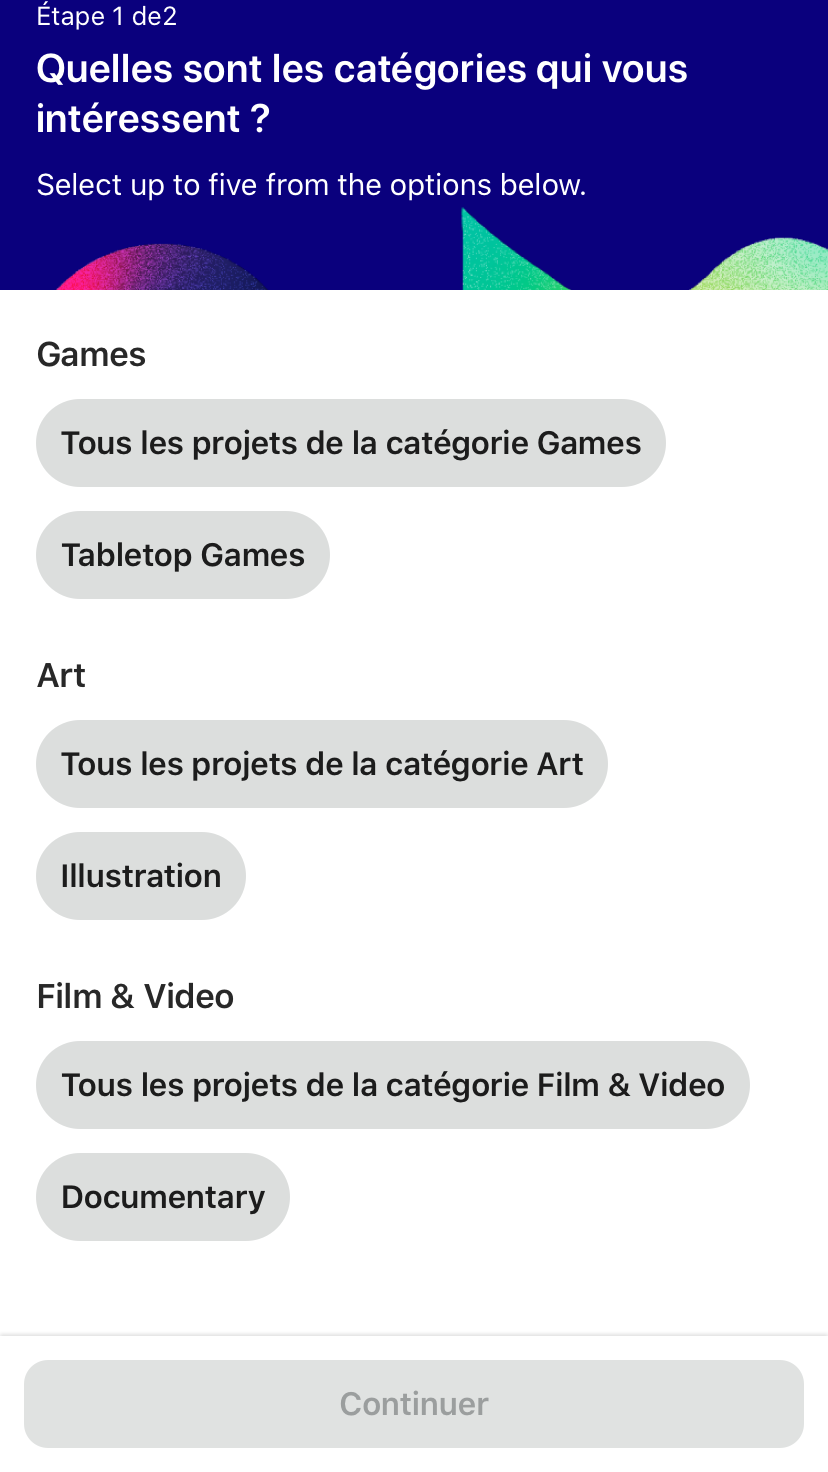 Étape 1 de2
Quelles sont les catégories qui vous
intéressent ?
Select up to five from the options below.
Games
Tous les projets de la catégorie Games
Tabletop Games
Art
Tous les projets de la catégorie Art
Illustration
Film & Video
Tous les projets de la catégorie Film & Video
Documentary
Continuer